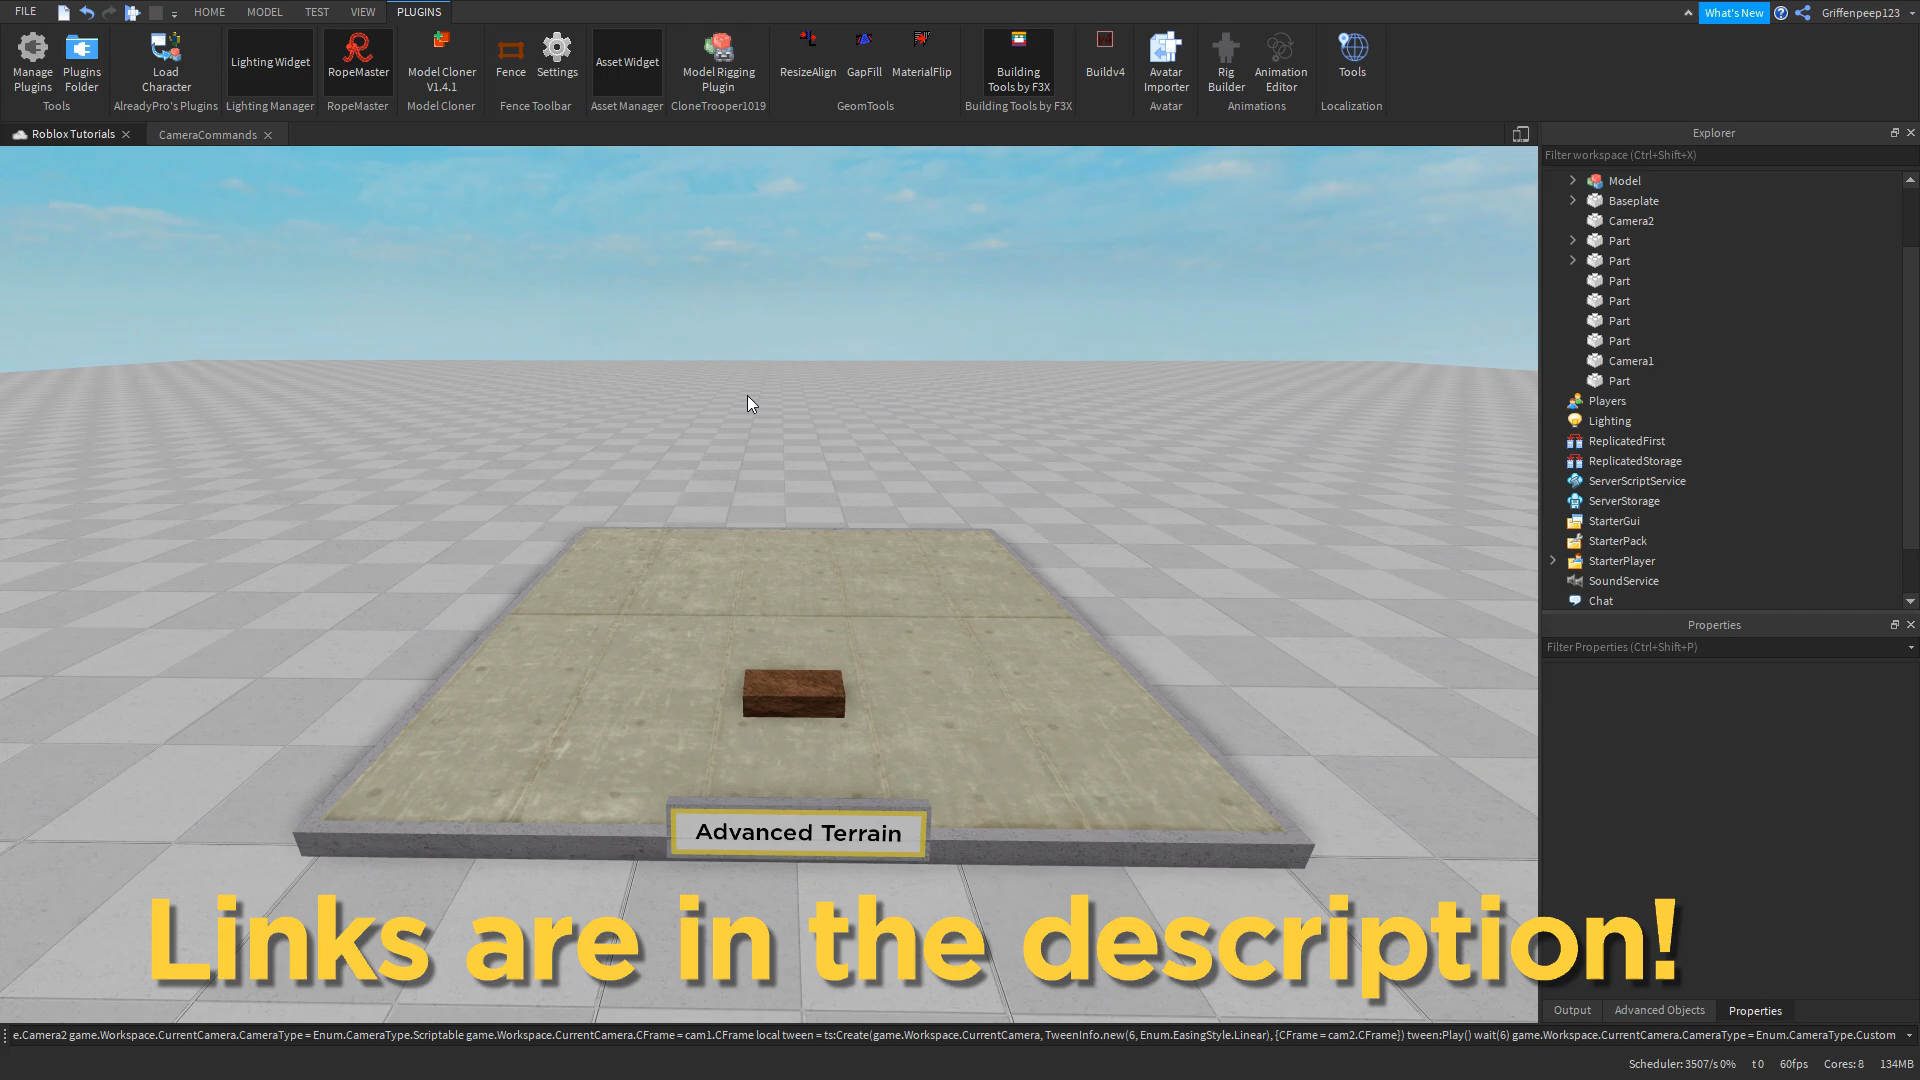 FILE HOME MODEL TEST VIEW PLUGINS What's New Griffenpeep123
Manage Plugins
Plugins Folder
Load Character
Lighting Widget
RopeMaster
Model Cloner V1.4.1
Fence
Settings
Asset Widget
Model Rigging Plugin
ResizeAlign
GapFill
MaterialFlip
Building Tools by F3X
Buildv4
Avatar Importer
Rig Builder
Animation Editor
Tools
Tools AlreadyPro's Plugins Lighting Manager RopeMaster Model Cloner Fence Toolbar Asset Manager CloneTrooper1019 GeomTools Building Tools by F3X Avatar Animations Localization
Roblox Tutorials CameraCommands
Explorer
Filter workspace (Ctrl+Shift+X)
Model
Baseplate
Camera2
Part
Part
Part
Part
Part
Part
Camera1
Part
Players
Lighting
ReplicatedFirst
ReplicatedStorage
ServerScriptService
ServerStorage
StarterGui
StarterPack
StarterPlayer
SoundService
Chat
Properties
Filter Properties (Ctrl+Shift+P)
Advanced Terrain
Links are in the description!
Output Advanced Objects Properties
e.Camera2 game.Workspace.CurrentCamera.CameraType = Enum.CameraType.Scriptable game.Workspace.CurrentCamera.CFrame = cam1.CFrame local tween = ts:Create(game.Workspace.CurrentCamera, TweenInfo.new(6, Enum.EasingStyle.Linear), {CFrame = cam2.CFrame}) tween:Play() wait(6) game.Workspace.CurrentCamera.CameraType = Enum.CameraType.Custom
Scheduler: 3507/s 0% t 0 60fps Cores: 8 134MB